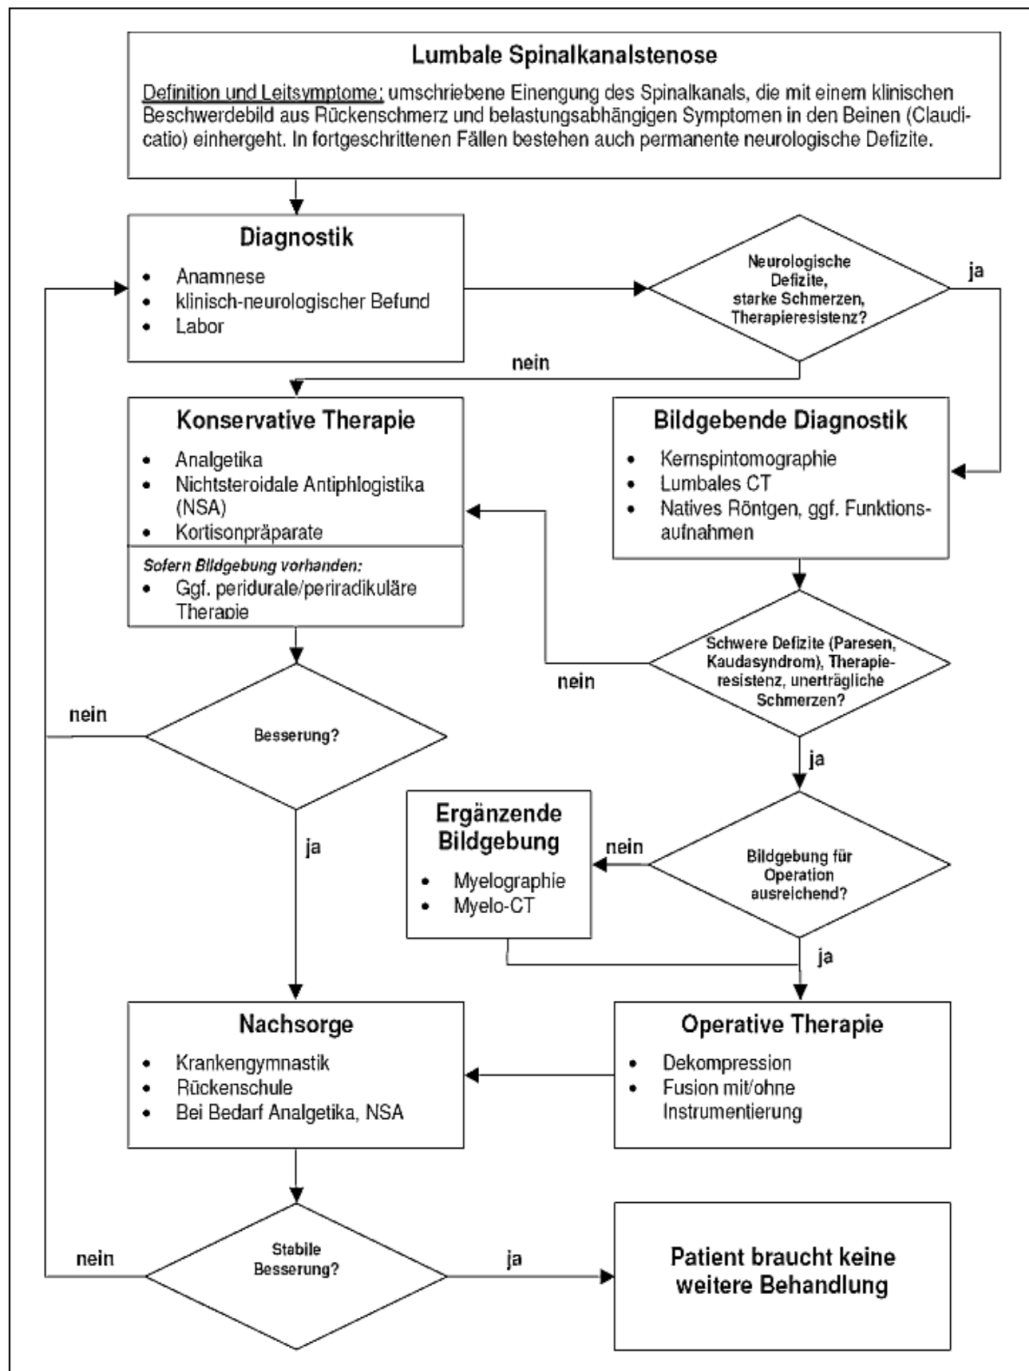 Lumbale Spinalkanalstenose
Definition und Leitsymptome: umschriebene Einengung des Spinalkanals, die mit einem klinischen
Beschwerdebild aus Rückenschmerz und belastungsabhängigen Symptomen in den Beinen (Claudi-
catio) einhergeht. In fortgeschrittenen Fällen bestehen auch permanente neurologische Defizite.
Diagnostik
• Anamnese
• klinisch-neurologischer Befund
• Labor
Neurologische
Defizite,
starke Schmerzen,
Therapieresistenz?
ja
nein
Konservative Therapie
• Analgetika
• Nichtsteroidale Antiphlogistika
(NSA)
• Kortisonpräparate
Sofern Bildgebung vorhanden:
• Ggf. peridurale/periradikuläre
Therapie
Bildgebende Diagnostik
• Kernspintomographie
• Lumbales CT
• Natives Röntgen, ggf. Funktions-
aufnahmen
Schwere Defizite (Paresen,
Kaudasyndrom), Therapie-
resistenz, unerträgliche
Schmerzen?
nein
ja
Besserung?
nein
ja
Ergänzende
Bildgebung
• Myelographie
• Myelo-CT
nein
Bildgebung für
Operation
ausreichend?
ja
Nachsorge
• Krankengymnastik
• Rückenschule
• Bei Bedarf Analgetika, NSA
Operative Therapie
• Dekompression
• Fusion mit/ohne
Instrumentierung
Stabile
Besserung?
nein
ja
Patient braucht keine
weitere Behandlung